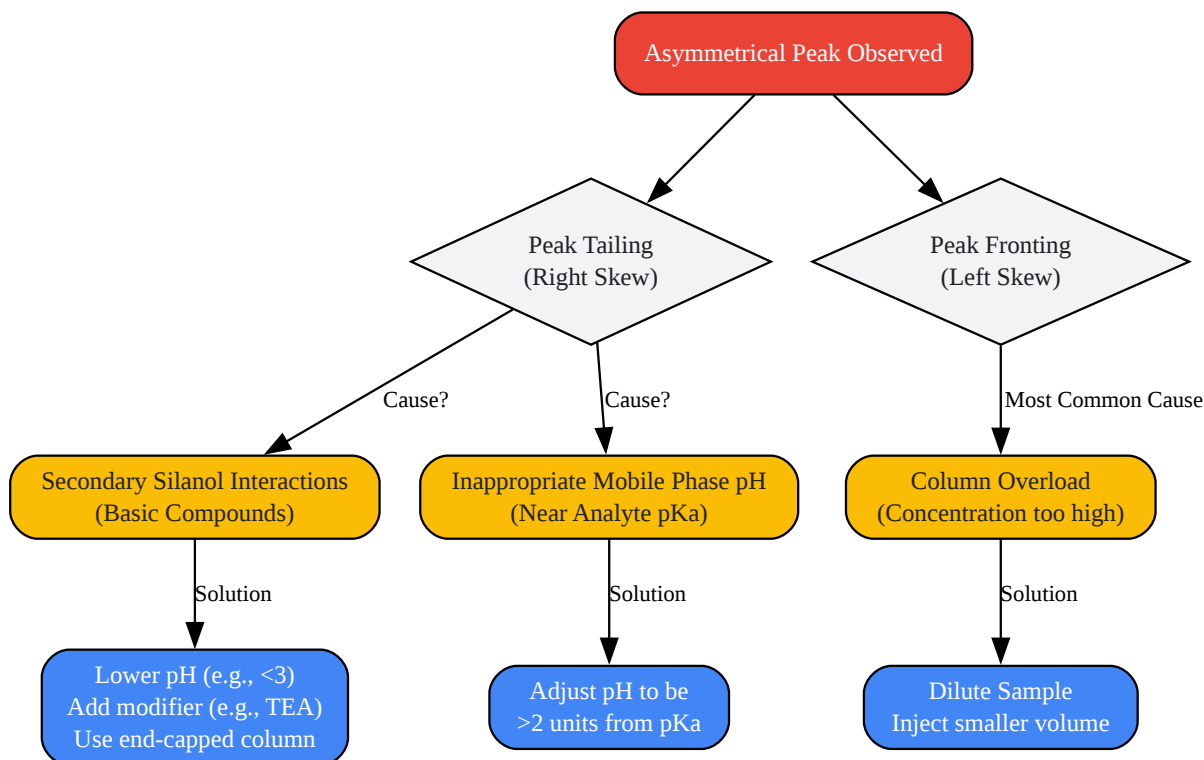 Asymmetrical Peak Observed
Peak Tailing
(Right Skew)
Peak Fronting
(Left Skew)
Cause?
Cause?
Most Common Cause
Secondary Silanol Interactions
(Basic Compounds)
Inappropriate Mobile Phase pH
(Near Analyte pKa)
Column Overload
(Concentration too high)
Solution
Solution
Solution
Lower pH (e.g., <3)
Add modifier (e.g., TEA)
Use end-capped column
Adjust pH to be
>2 units from pKa
Dilute Sample
Inject smaller volume